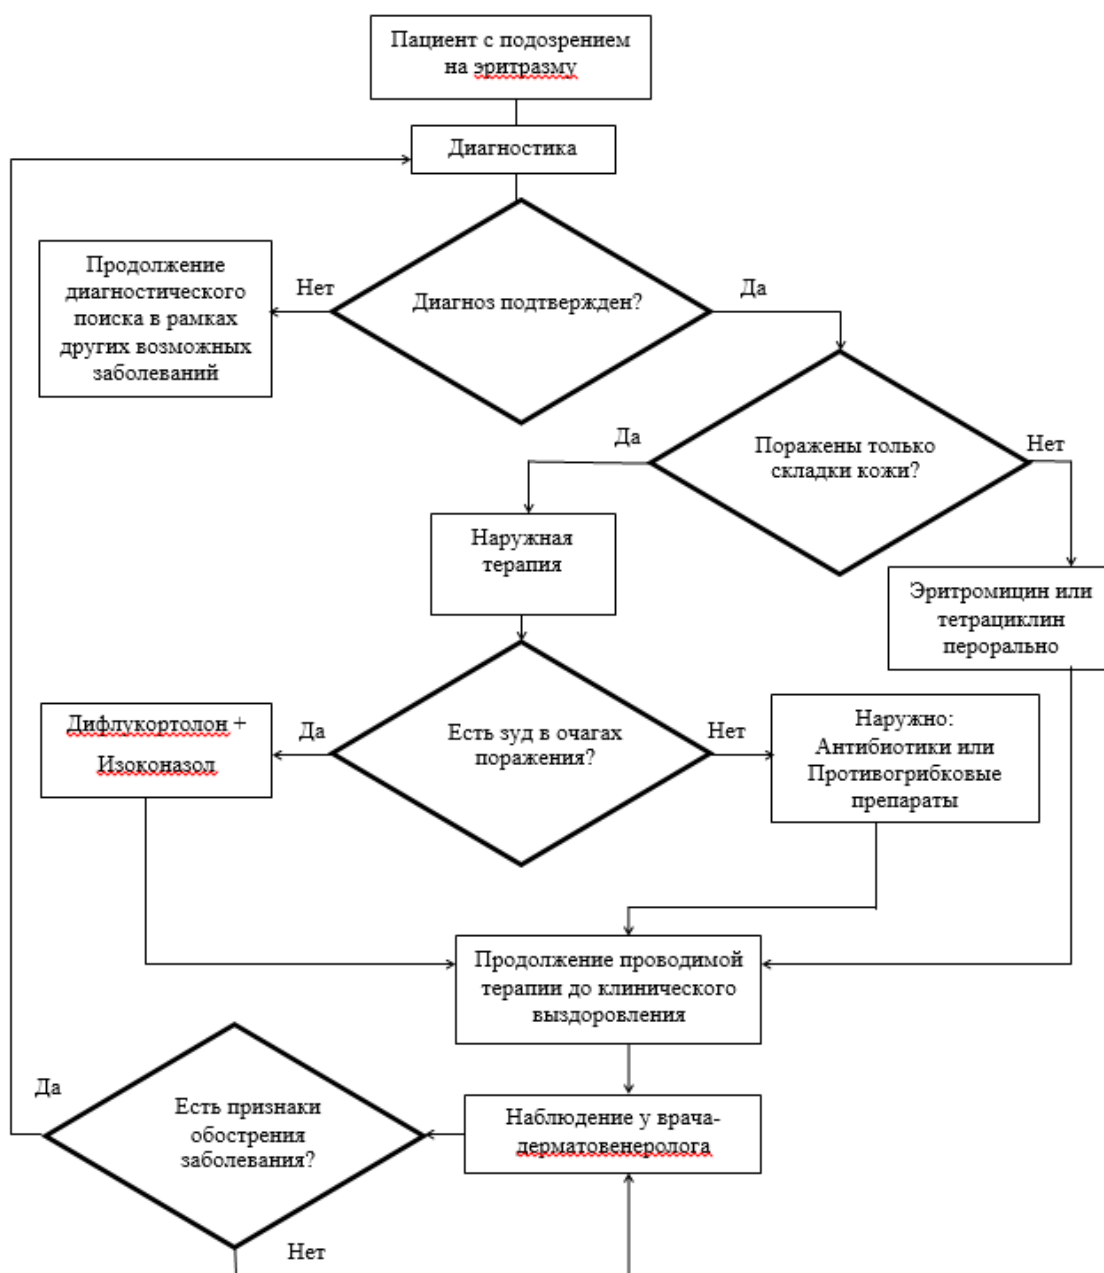 Пациент с подозрением
на эритразму
Диагностика
Продолжение
диагностического
поиска в рамках
других возможных
заболеваний
Нет
Диагноз подтвержден?
Да
Да
Поражены только
складки кожи?
Нет
Наружная
терапия
Эритромицин или
тетрациклин
перорально
Дифлукортолон +
Изоконазол
Да
Есть зуд в очагах
поражения?
Нет
Наружно:
Антибиотики или
Противогрибковые
препараты
Продолжение проводимой
терапии до клинического
выздоровления
Да
Есть признаки
обострения
заболевания?
Наблюдение у врача-
дерматовенеролога
Нет